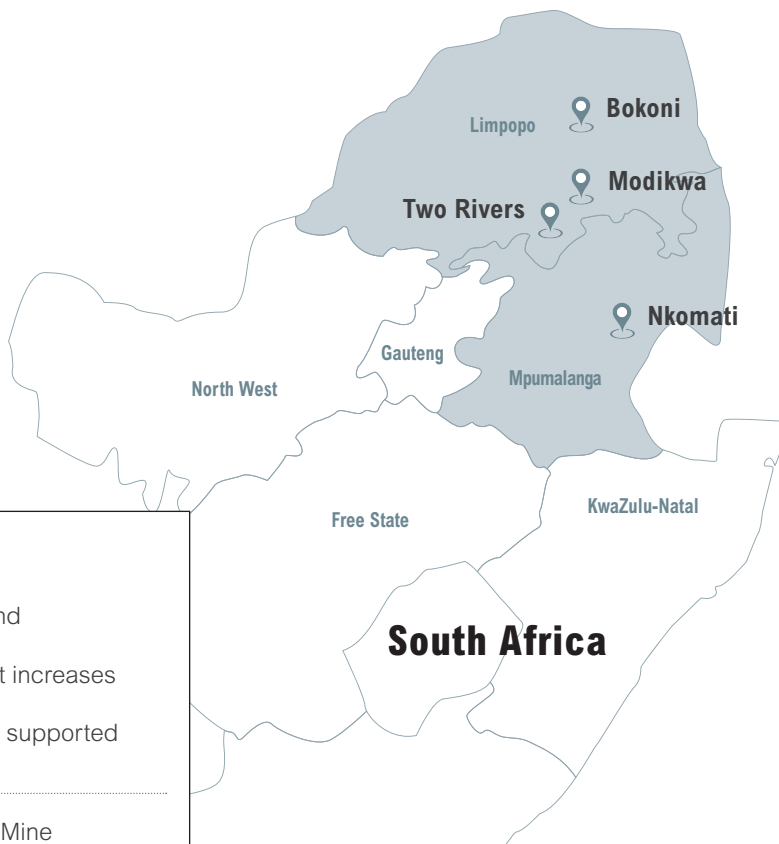 Bokoni
Limpopo
Modikwa
Two Rivers
Nkomati
Gauteng
Mpumalanga
North West
KwaZulu-Natal
Free State
South Africa
t increases
supported
Mine